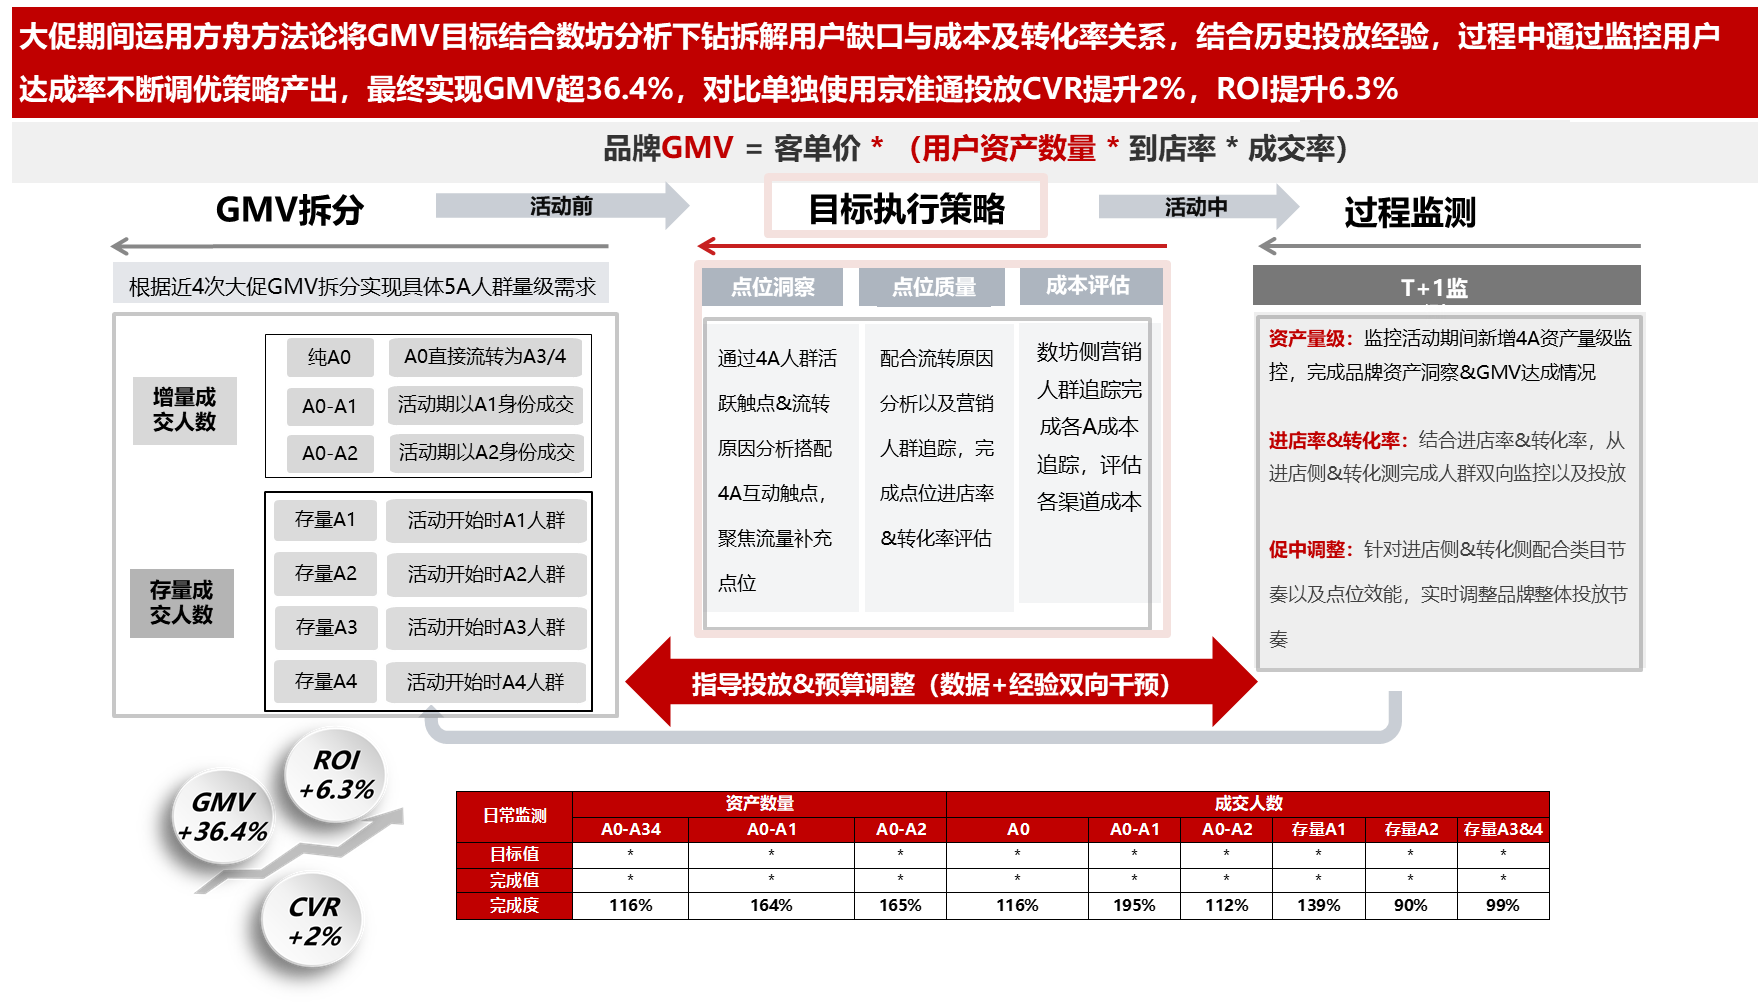 大促期间运用方舟方法论将GMV目标结合数坊分析下钻拆解用户缺口与成本及转化率关系，结合历史投放经验，过程中通过监控用户
达成率不断调优策略产出，最终实现GMV超36.4%，对比单独使用京准通投放CVR提升2%，ROI提升6.3%
品牌GMV = 客单价 * （用户资产数量 * 到店率 * 成交率）
GMV拆分
活动前
目标执行策略
活动中
过程监测
根据近4次大促GMV拆分实现具体5A人群量级需求
增量成
交人数
纯A0
A0直接流转为A3/4
A0-A1
活动期以A1身份成交
A0-A2
活动期以A2身份成交
存量成
交人数
存量A1
活动开始时A1人群
存量A2
活动开始时A2人群
存量A3
活动开始时A3人群
存量A4
活动开始时A4人群
点位洞察
通过4A人群活
跃触点&流转
原因分析搭配
4A互动触点，
聚焦流量补充
点位
点位质量
配合流转原因
分析以及营销
人群追踪，完
成点位进店率
&转化率评估
成本评估
数坊侧营销
人群追踪完
成各A成本
追踪，评估
各渠道成本
T+1监
资产量级：监控活动期间新增4A资产量级监
控，完成品牌资产洞察&GMV达成情况
进店率&转化率：结合进店率&转化率，从
进店侧&转化测完成人群双向监控以及投放
促中调整：针对进店侧&转化侧配合类目节
奏以及点位效能，实时调整品牌整体投放节
奏
指导投放&预算调整（数据+经验双向干预）
ROI
+6.3%
GMV
+36.4%
CVR
+2%
日常监测 资产数量 成交人数
A0-A34 A0-A1 A0-A2 A0 A0-A1 A0-A2 存量A1 存量A2 存量A3&4
目标值 * * * * * * * * *
完成值 * * * * * * * * *
完成度 116% 164% 165% 116% 195% 112% 139% 90% 99%